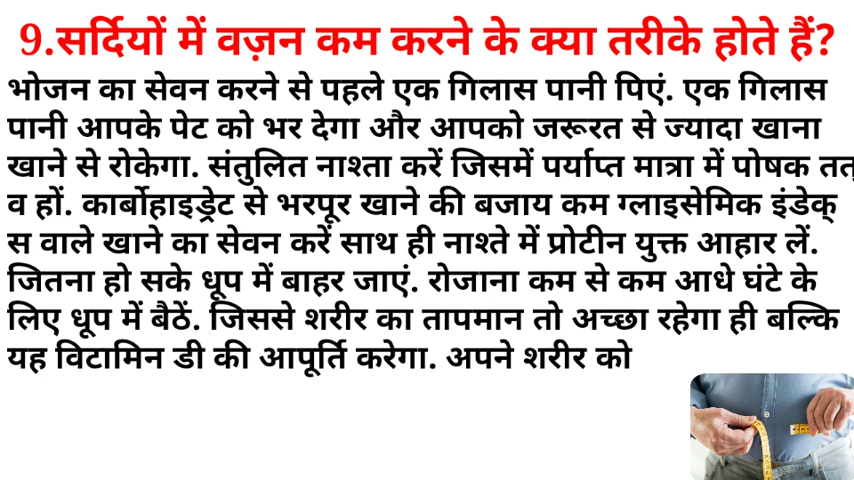 9.सर्दियों में वज़न कम करने के क्या तरीके होते हैं?
भोजन का सेवन करने से पहले एक गिलास पानी पिएं. एक गिलास
पानी आपके पेट को भर देगा और आपको जरूरत से ज्यादा खाना
खाने से रोकेगा. संतुलित नाश्ता करें जिसमें पर्याप्त मात्रा में पोषक तत्
व हों. कार्बोहाइड्रेट से भरपूर खाने की बजाय कम ग्लाइसेमिक इंडेक्
स वाले खाने का सेवन करें साथ ही नाश्ते में प्रोटीन युक्त आहार लें.
जितना हो सके धूप में बाहर जाएं. रोजाना कम से कम आधे घंटे के
लिए धूप में बैठें. जिससे शरीर का तापमान तो अच्छा रहेगा ही बल्कि
यह विटामिन डी की आपूर्ति करेगा. अपने शरीर को